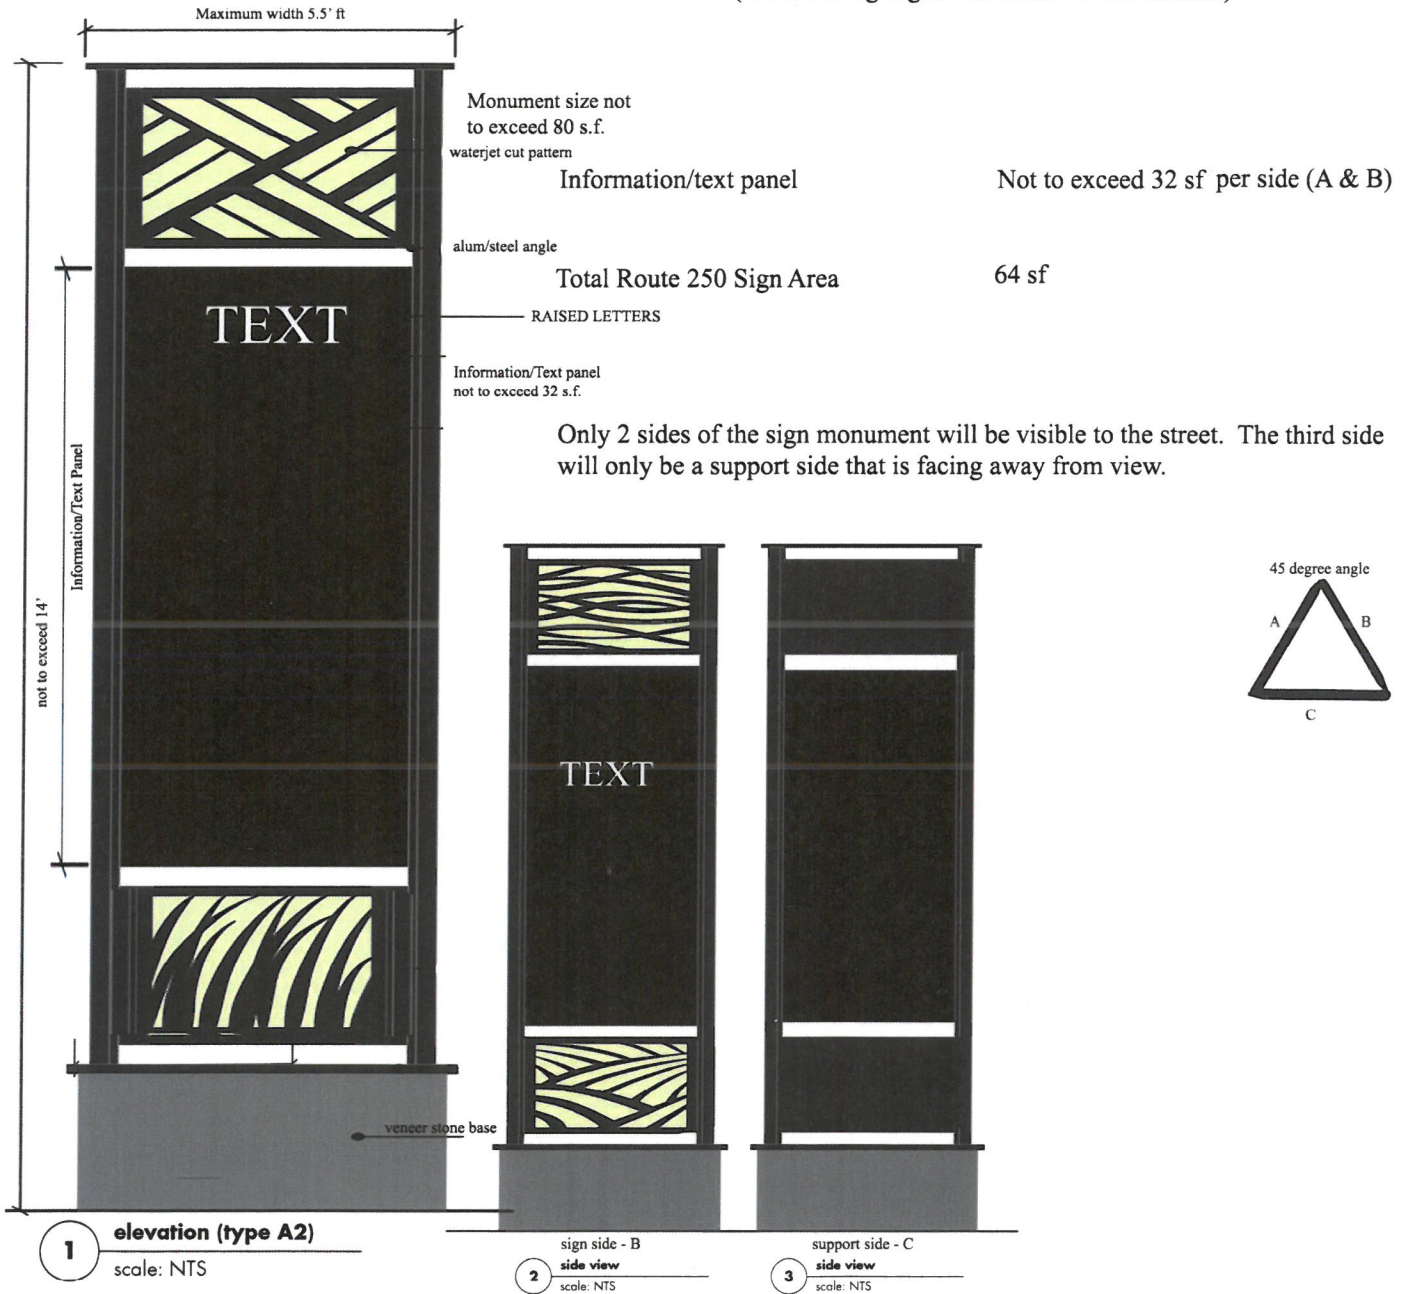 Maximum width 5.5' ft
Monument size not
to exceed 80 s.f.
waterjet cut pattern
Information/text panel
Not to exceed 32 sf per side (A & B)
alum/steel angle
Total Route 250 Sign Area
64 sf
TEXT
RAISED LETTERS
Information/Text panel
not to exceed 32 s.f.
Only 2 sides of the sign monument will be visible to the street. The third side
will only be a support side that is facing away from view.
Information/Text Panel
not to exceed 14'
45 degree angle
A
B
C
TEXT
veneer stone base
1
elevation (type A2)
scale: NTS
sign side - B
2
side view
scale: NTS
support side - C
3
side view
scale: NTS